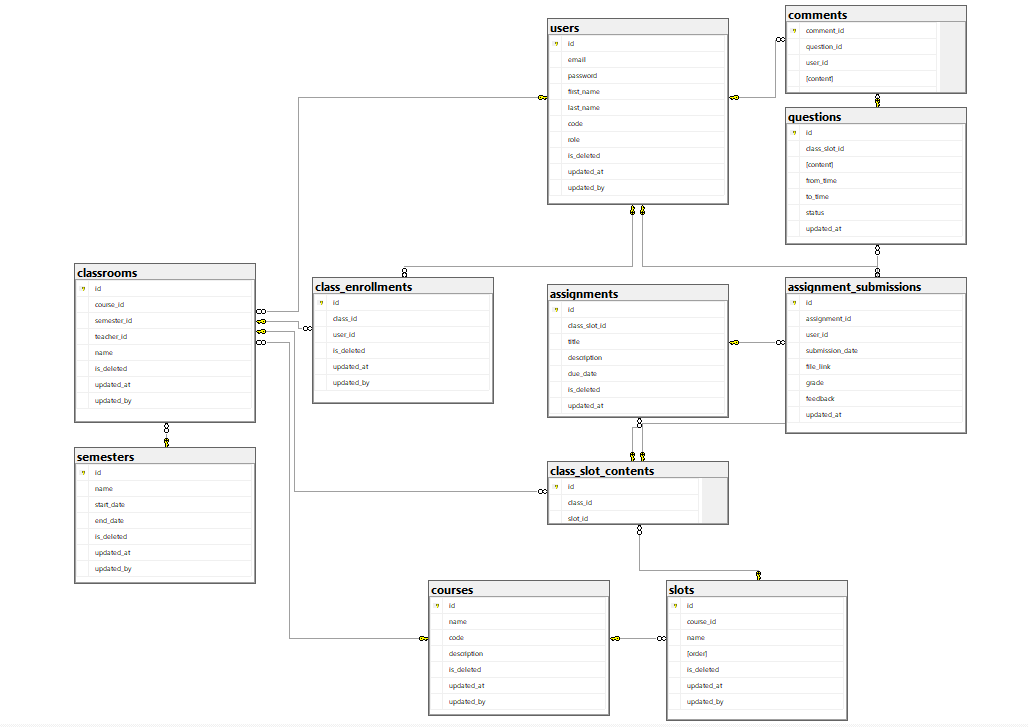 users
id
email
password
first_name
last_name
code
role
is_deleted
updated_at
updated_by
comments
comment_id
question_id
user_id
[content]
questions
id
class_slot_id
[content]
from_time
to_time
status
updated_at
classrooms
id
course_id
semester_id
teacher_id
name
is_deleted
updated_at
updated_by
class_enrollments
id
class_id
user_id
is_deleted
updated_at
updated_by
assignments
id
class_slot_id
title
description
due_date
is_deleted
updated_at
assignment_submissions
id
assignment_id
user_id
submission_date
file_link
grade
feedback
updated_at
semesters
id
name
start_date
end_date
is_deleted
updated_at
updated_by
class_slot_contents
id
class_id
slot_id
courses
id
name
code
description
is_deleted
updated_at
updated_by
slots
id
course_id
name
[order]
is_deleted
updated_at
updated_by